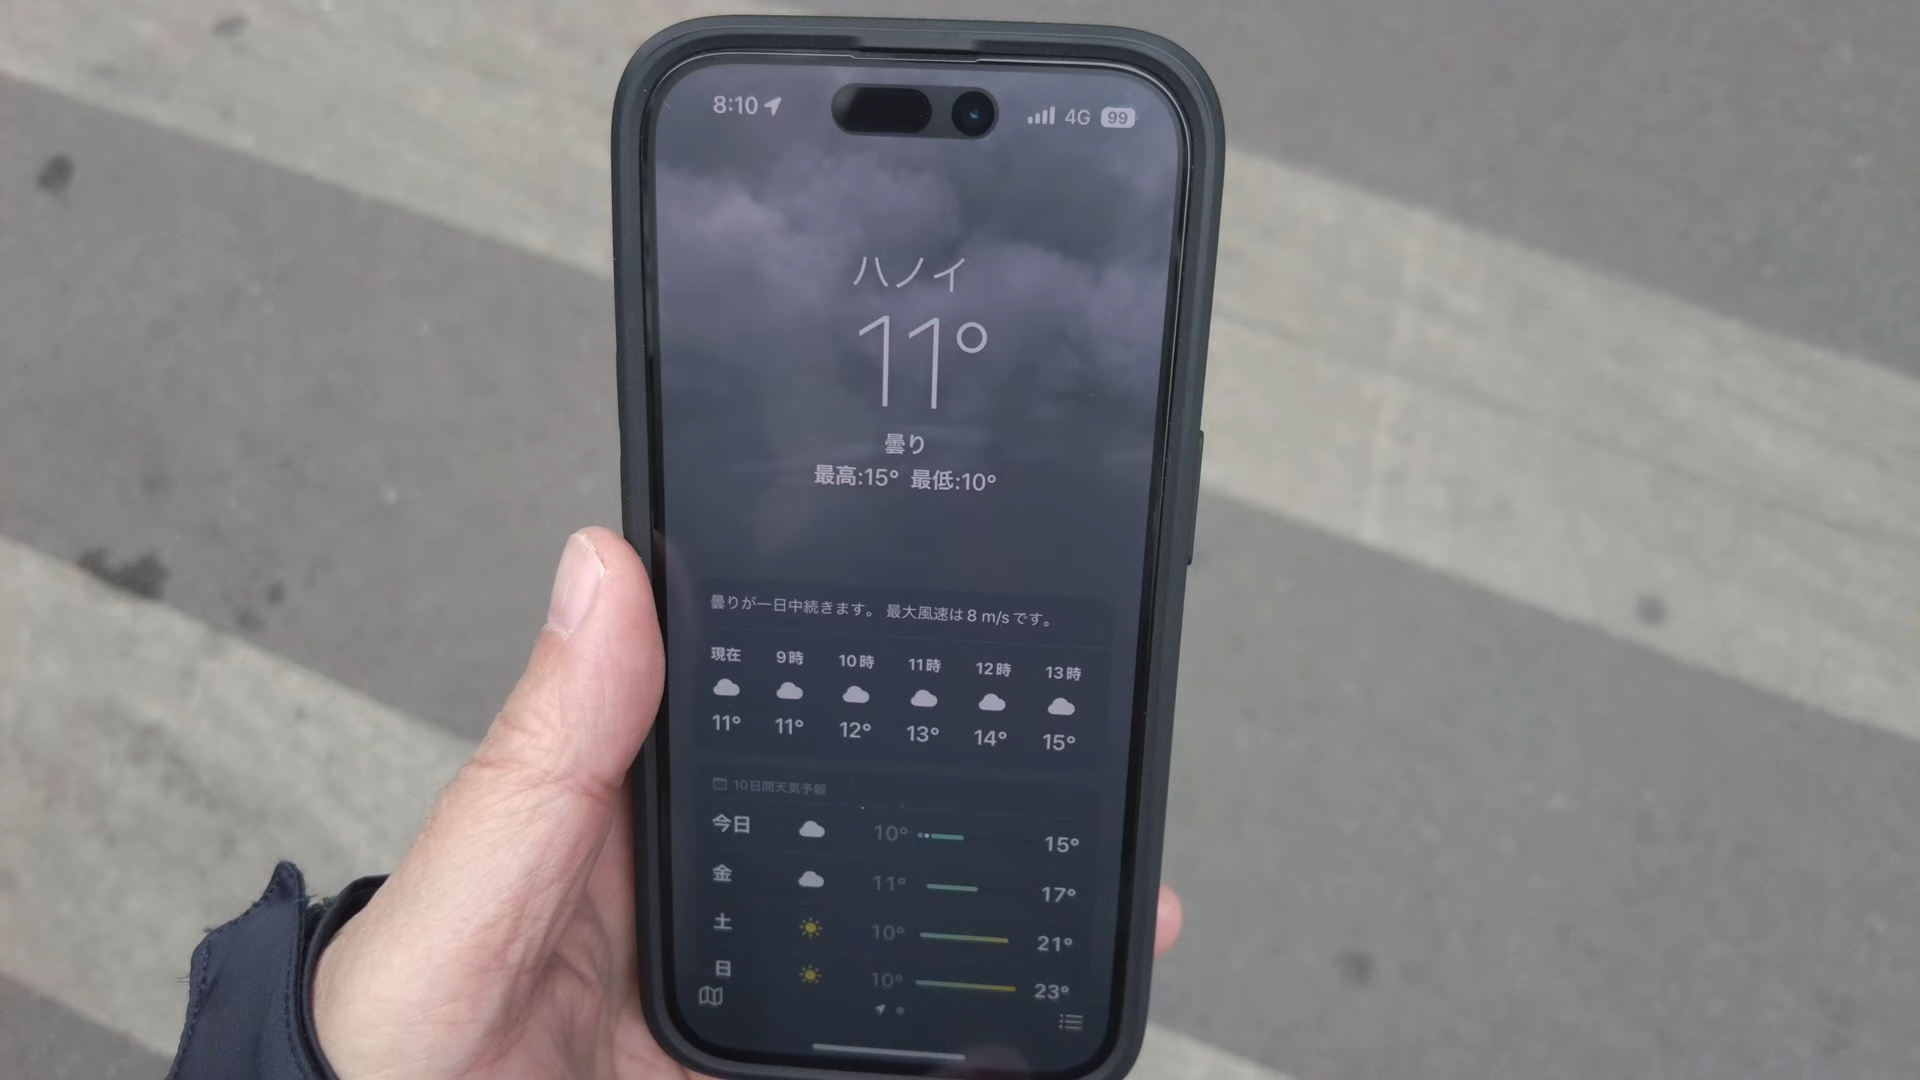 8:10 4G 99
ハノイ
11°
曇り
最高:15° 最低:10°
曇りが一日中続きます。 最大風速は8 m/sです。
現在 9時 10時 11時 12時 13時
11° 11° 12° 13° 14° 15°
10日間天気予報
今日 10° 15°
金 11° 17°
土 10° 21°
日 10° 23°